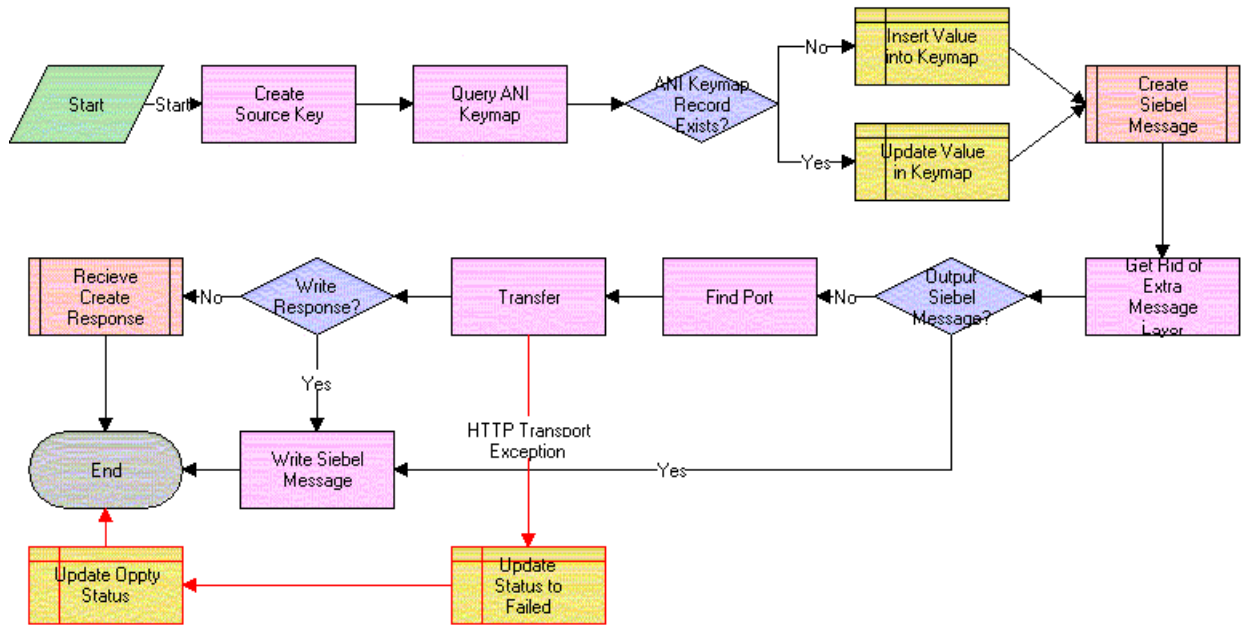 Start
Start
Create
Source Key
Query ANI
Keymap
ANI Keymap
Record
Exists?
No
Insert Value
into Keymap
Yes
Update Value
in Keymap
Create
Siebel
Message
Recieve
Create
Response
No
Write
Response?
Transfer
Find Port
No
Output
Siebel
Message?
Get Rid of
Extra
Message
Layer
Yes
HTTP Transport
Exception
End
Write Siebel
Message
Yes
Update Oppty
Status
Update
Status to
Failed